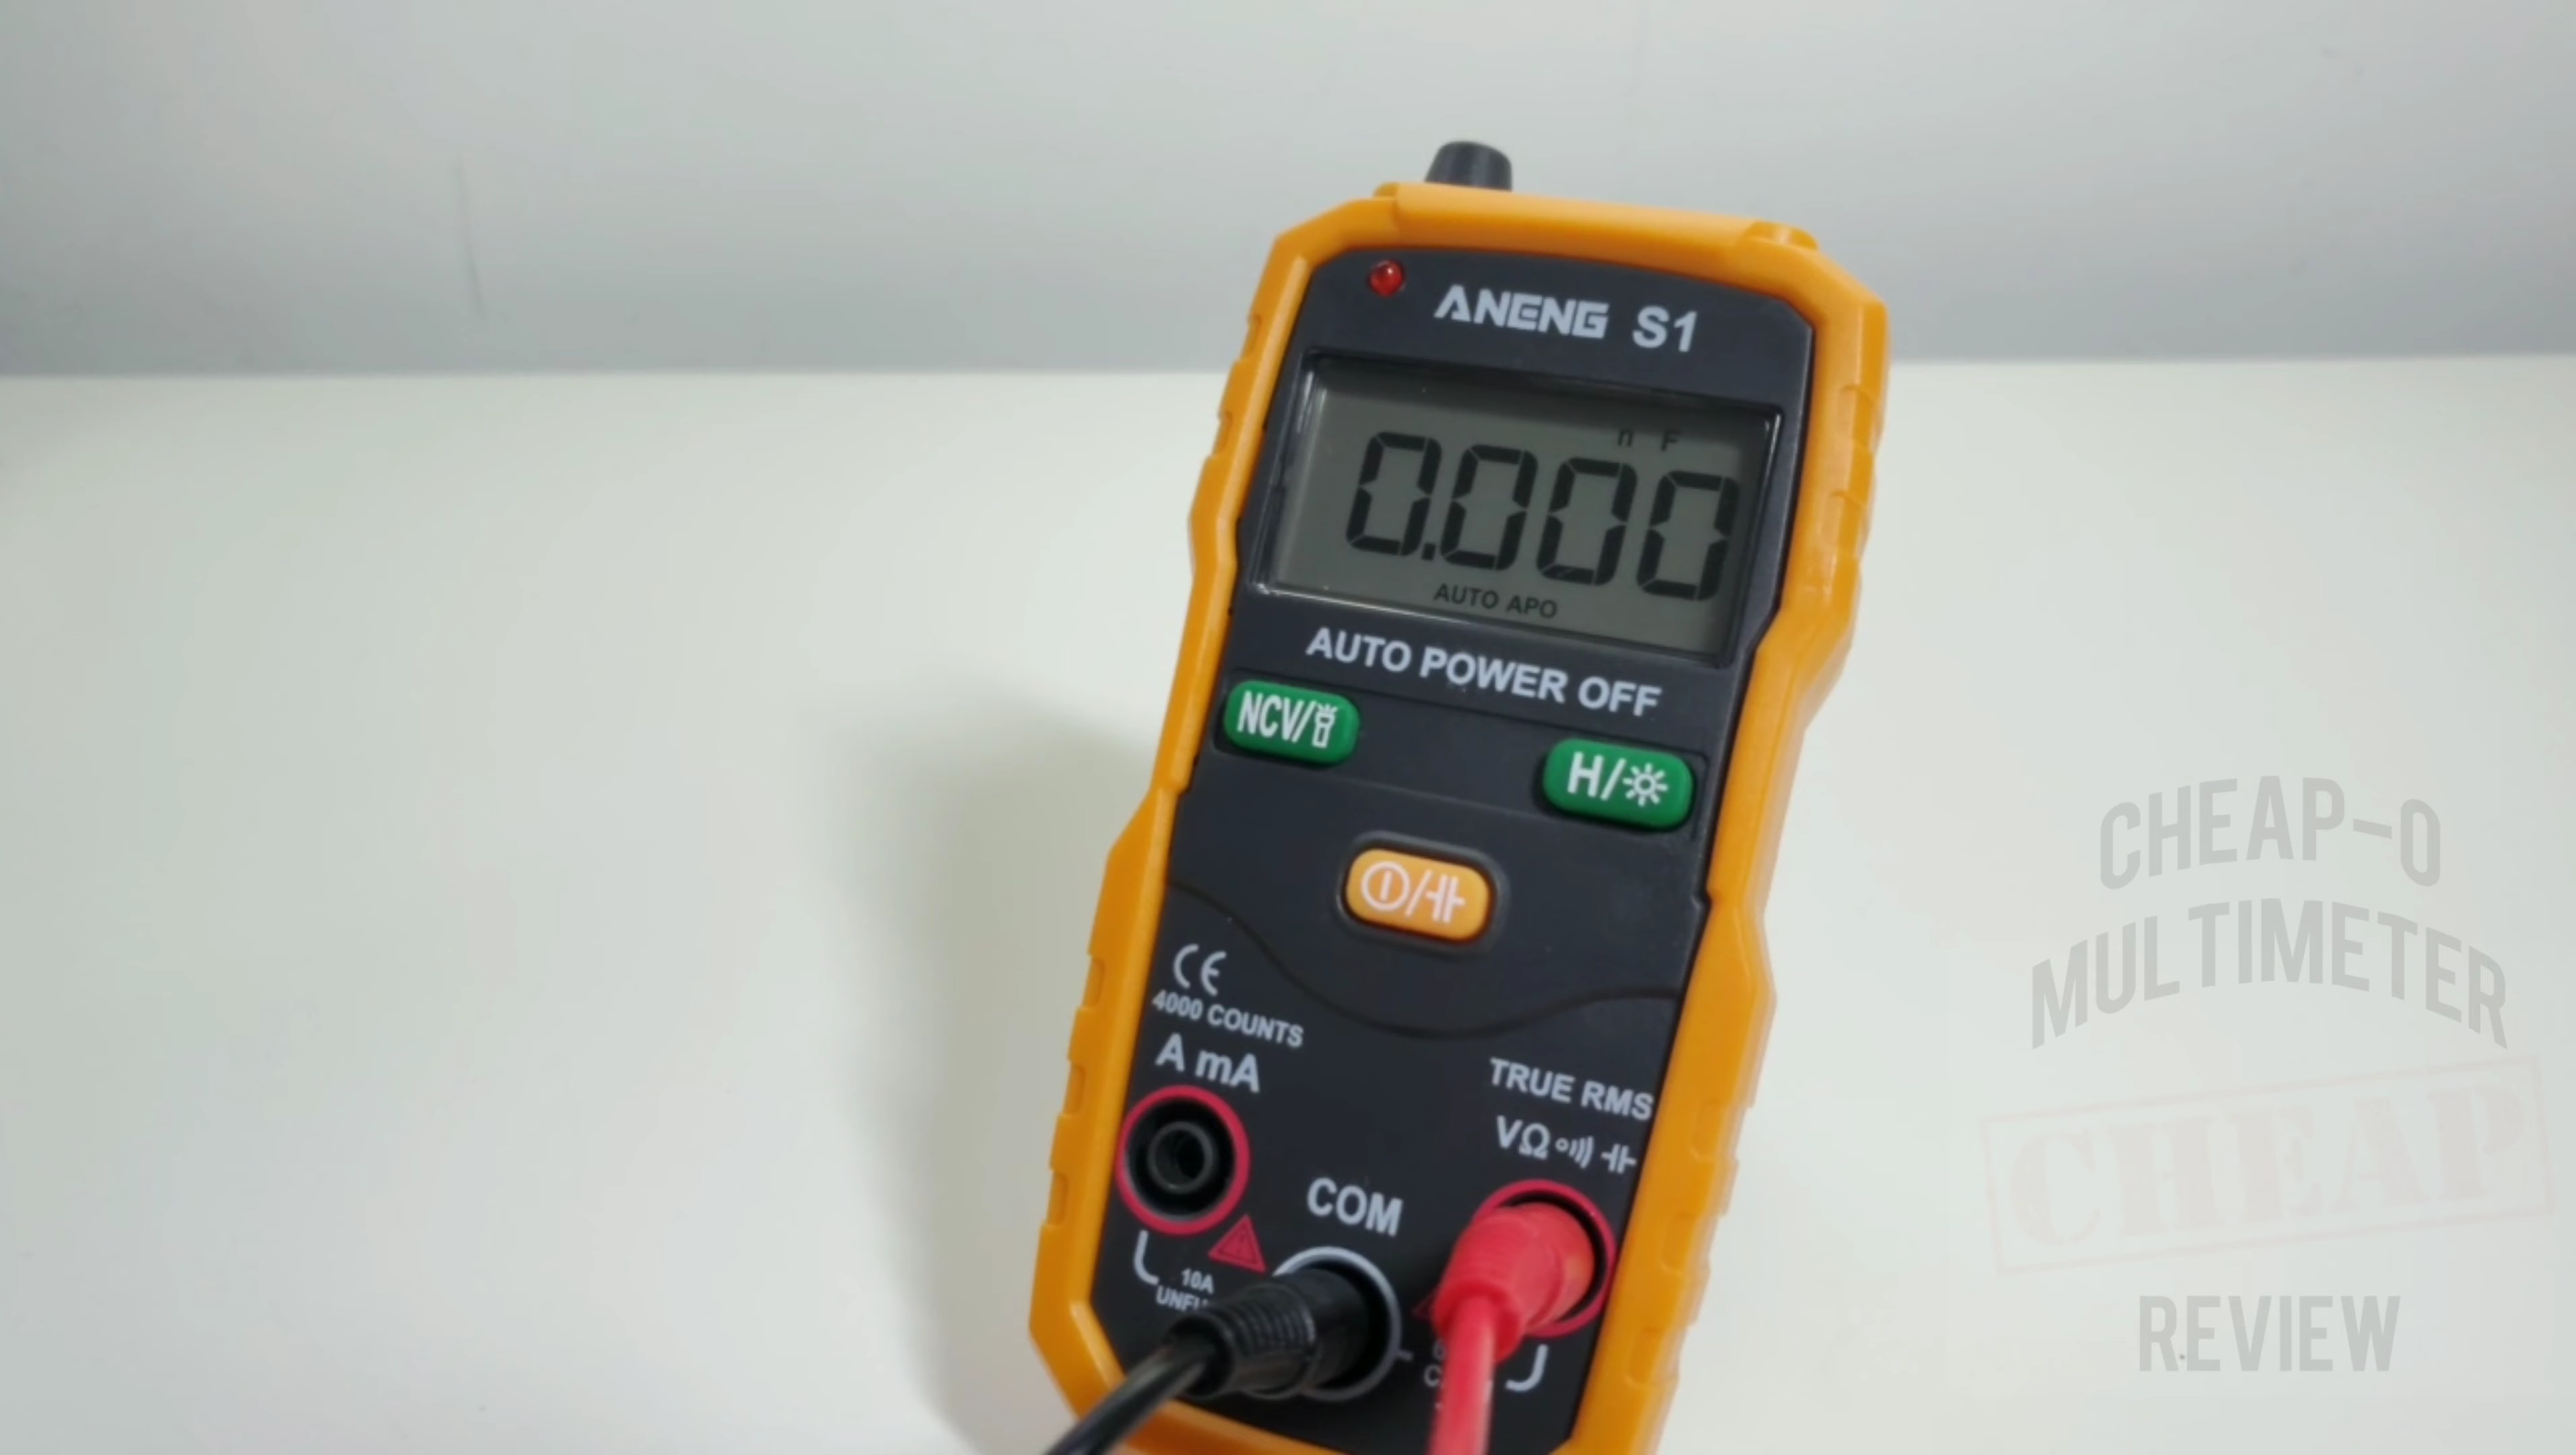 ANENG S1
n F
0.000
AUTO APO
AUTO POWER OFF
NCV/
H/
CE
4000 COUNTS
A mA
TRUE RMS
VΩ
COM
10A
CHEAP-O
MULTIMETER
CHEAP
REVIEW